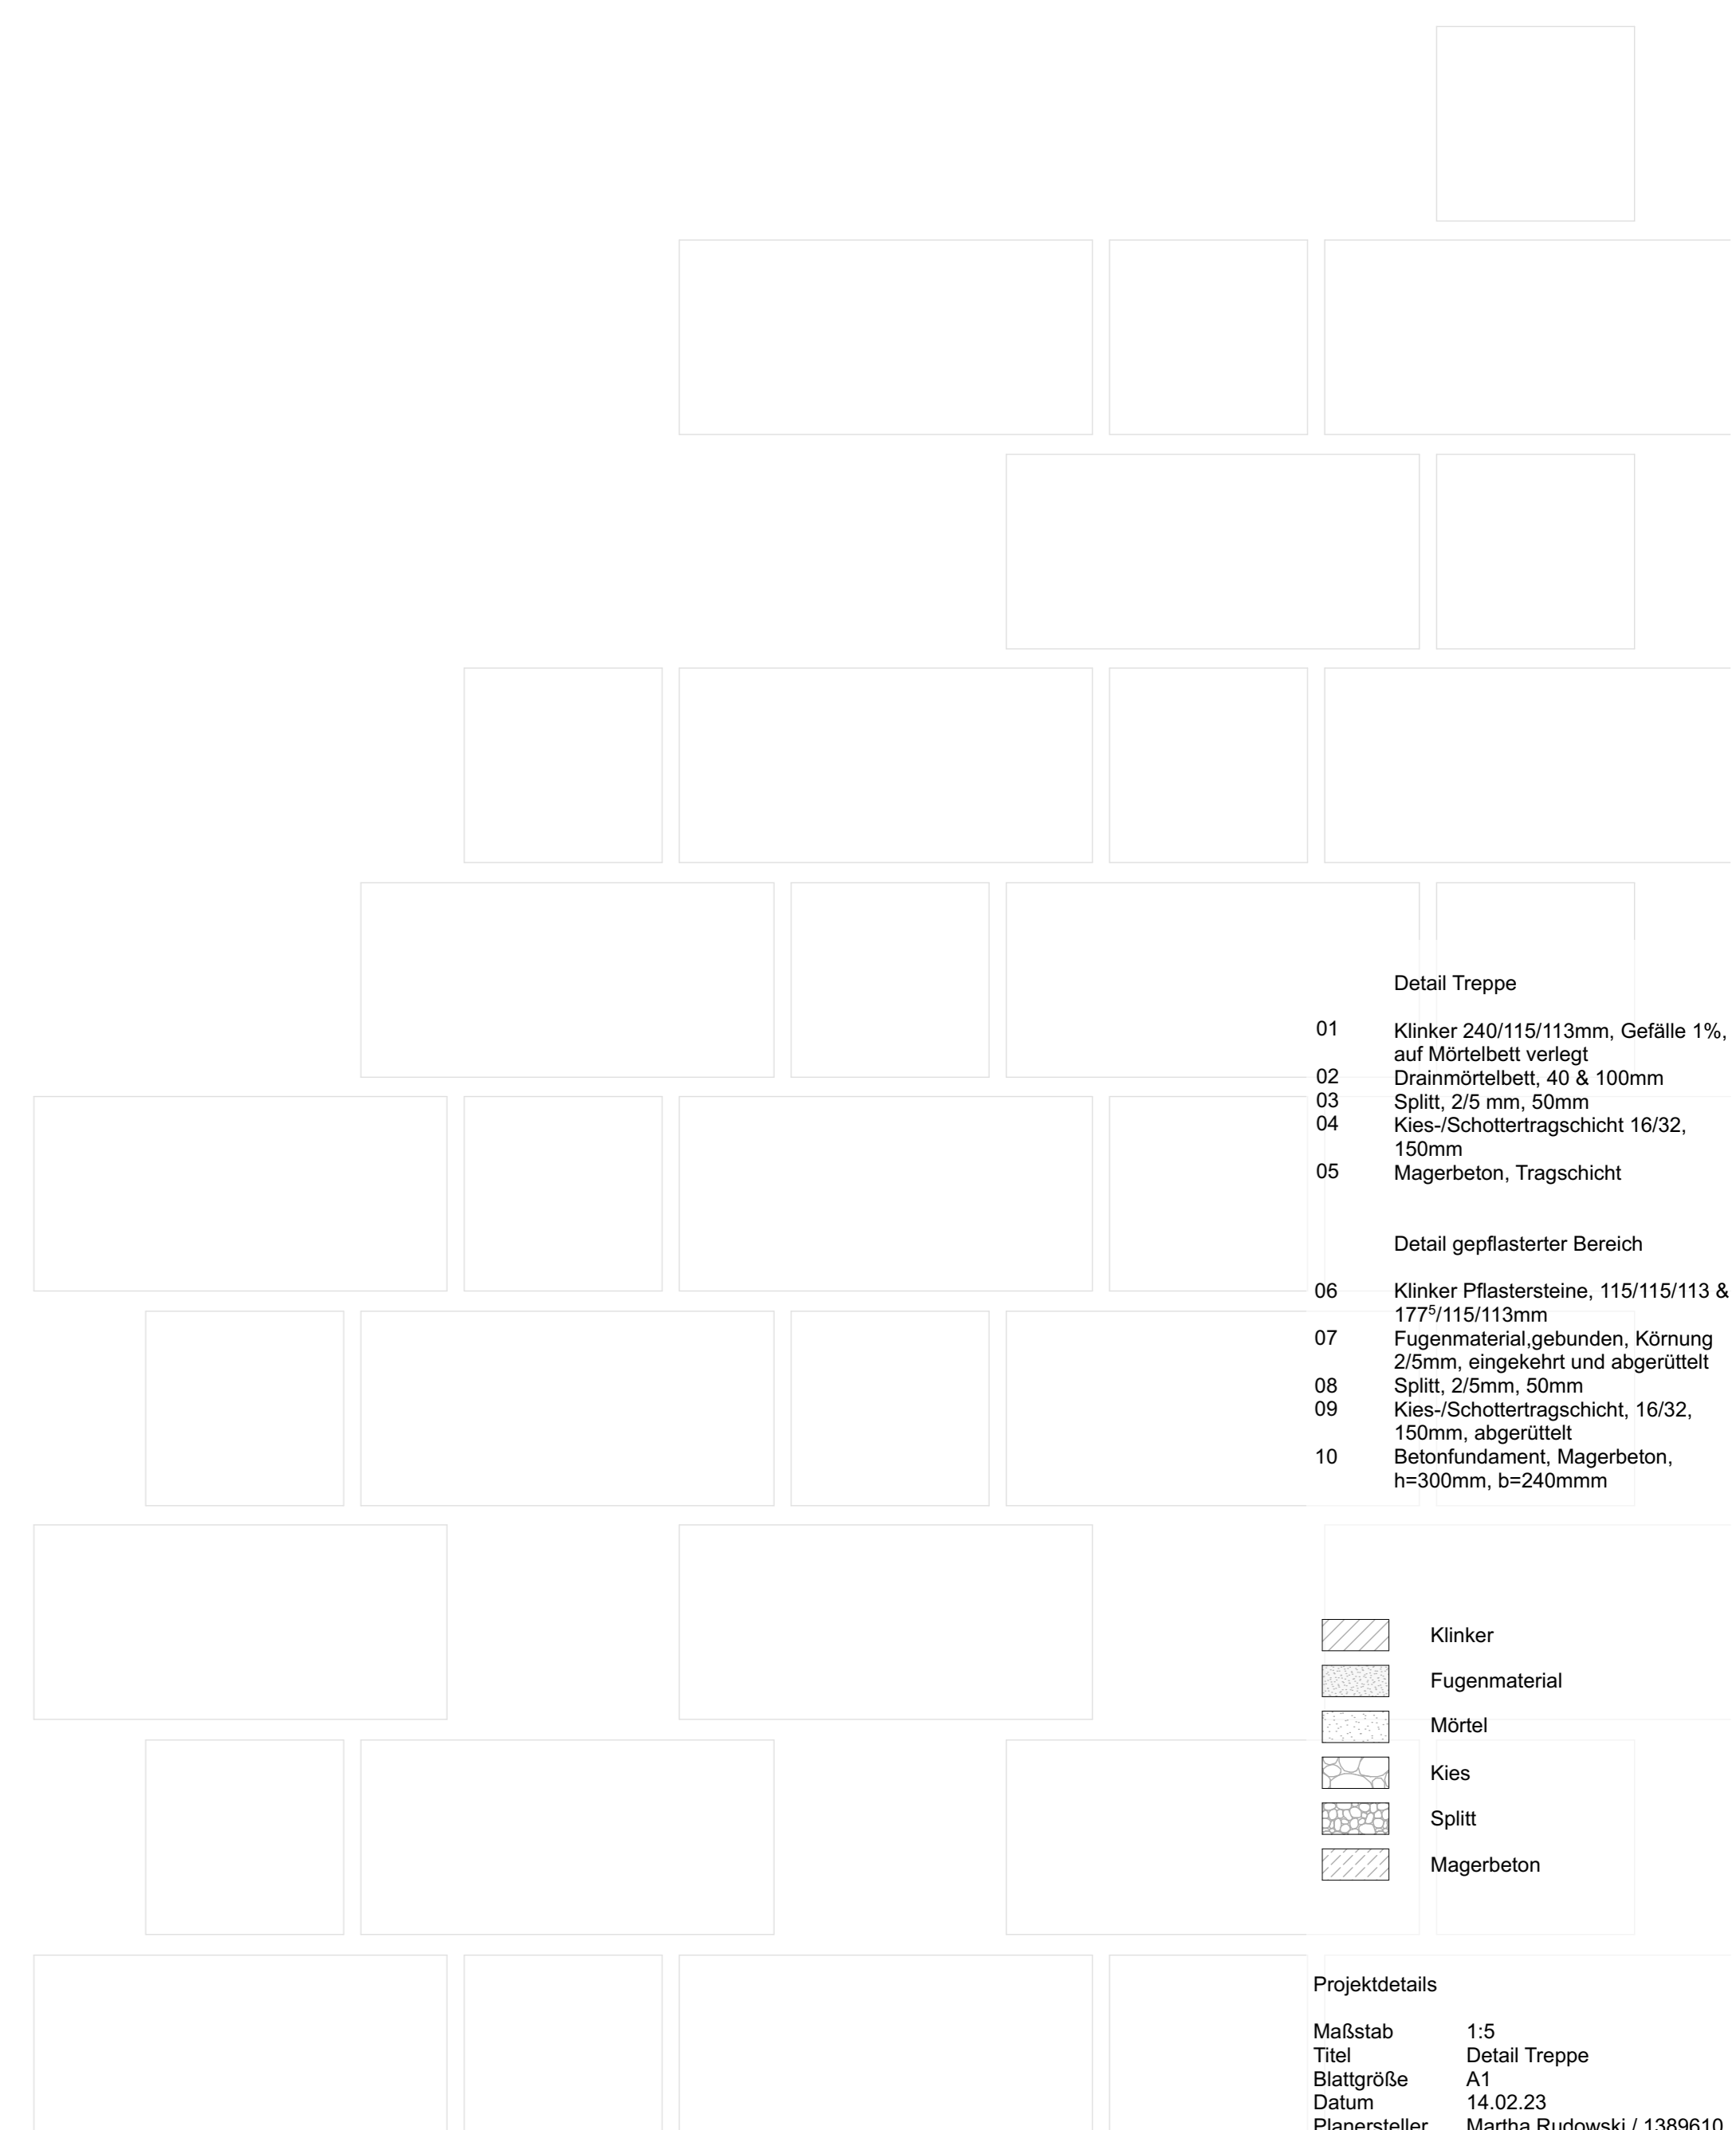 Detail Treppe
01 Klinker 240/115/113mm, Gefälle 1%,
auf Mörtelbett verlegt
02 Drainmörtelbett, 40 & 100mm
03 Splitt, 2/5 mm, 50mm
04 Kies-/Schottertragschicht 16/32,
150mm
05 Magerbeton, Tragschicht
Detail gepflasterter Bereich
06 Klinker Pflastersteine, 115/115/113 &
177⁵/115/113mm
07 Fugenmaterial,gebunden, Körnung
2/5mm, eingekehrt und abgerüttelt
08 Splitt, 2/5mm, 50mm
09 Kies-/Schottertragschicht, 16/32,
150mm, abgerüttelt
10 Betonfundament, Magerbeton,
h=300mm, b=240mmm
Klinker
Fugenmaterial
Mörtel
Kies
Splitt
Magerbeton
Projektdetails
Maßstab 1:5
Titel Detail Treppe
Blattgröße A1
Datum 14.02.23
Planersteller Martha Rudowski / 1389610